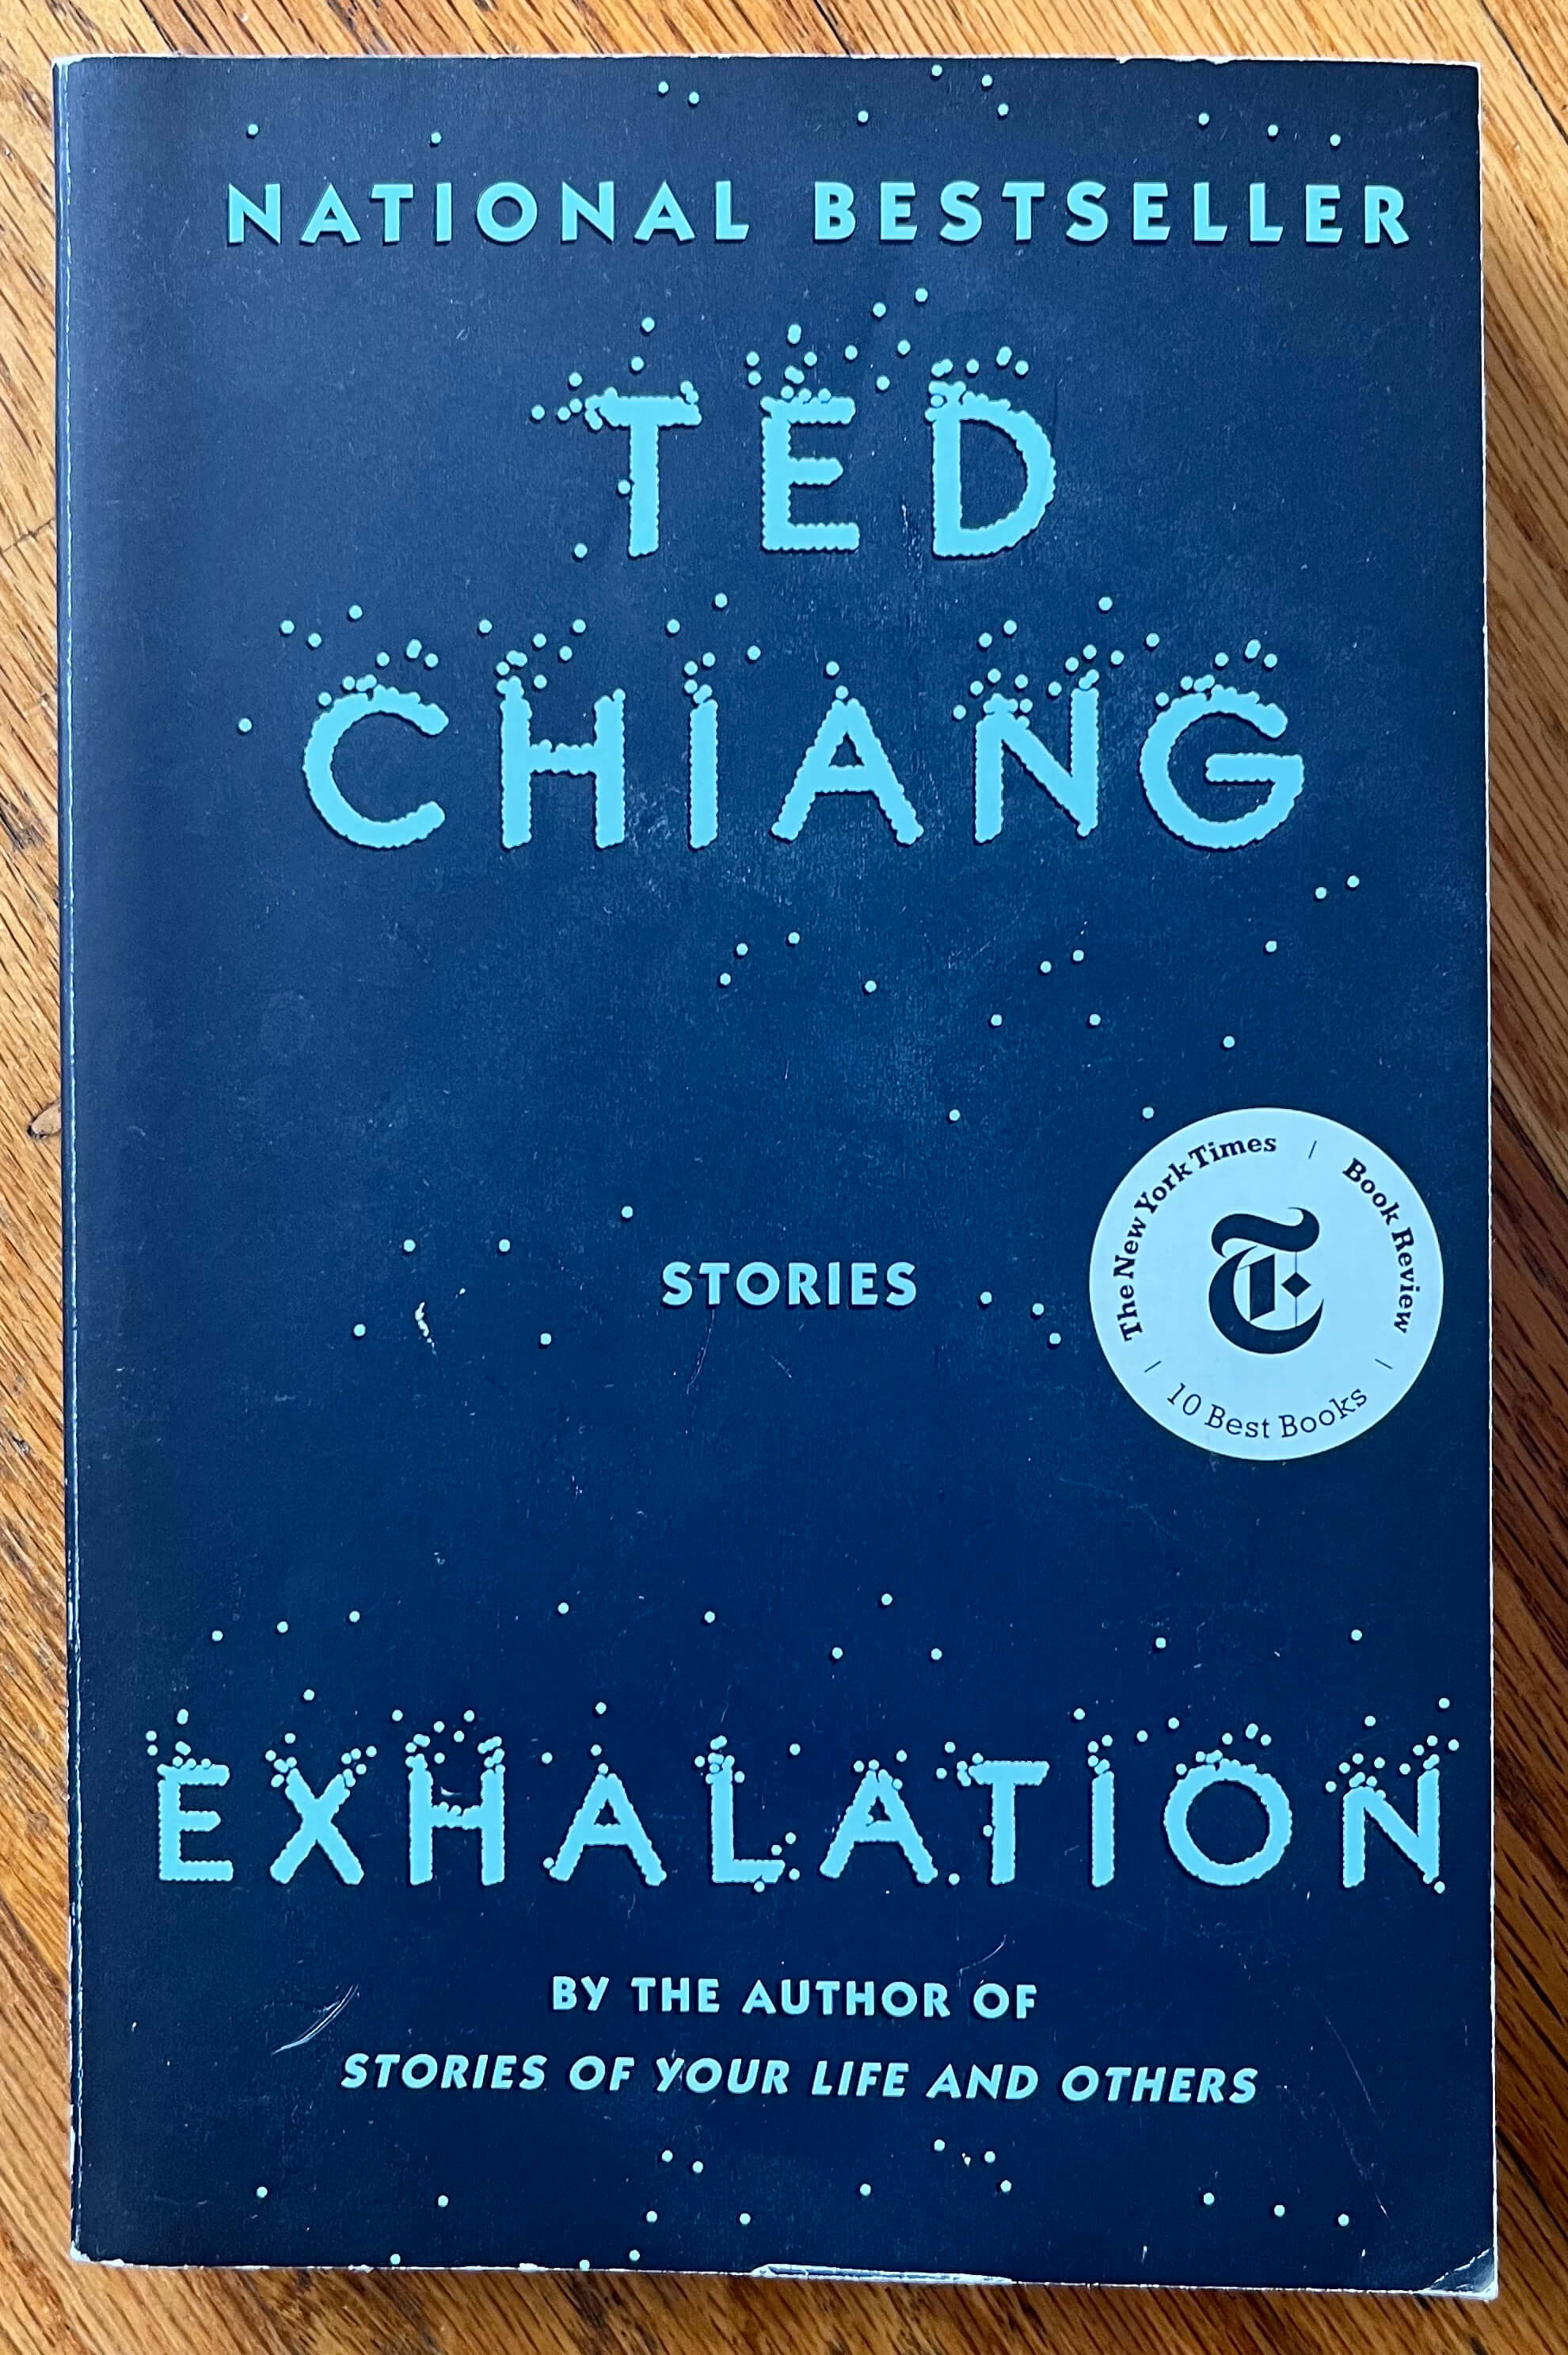 NATIONAL BESTSELLER
TED
CHIANG
STORIES
The New York Times / Book Review
T
/ 10 Best Books /
EXHALATION
BY THE AUTHOR OF
STORIES OF YOUR LIFE AND OTHERS